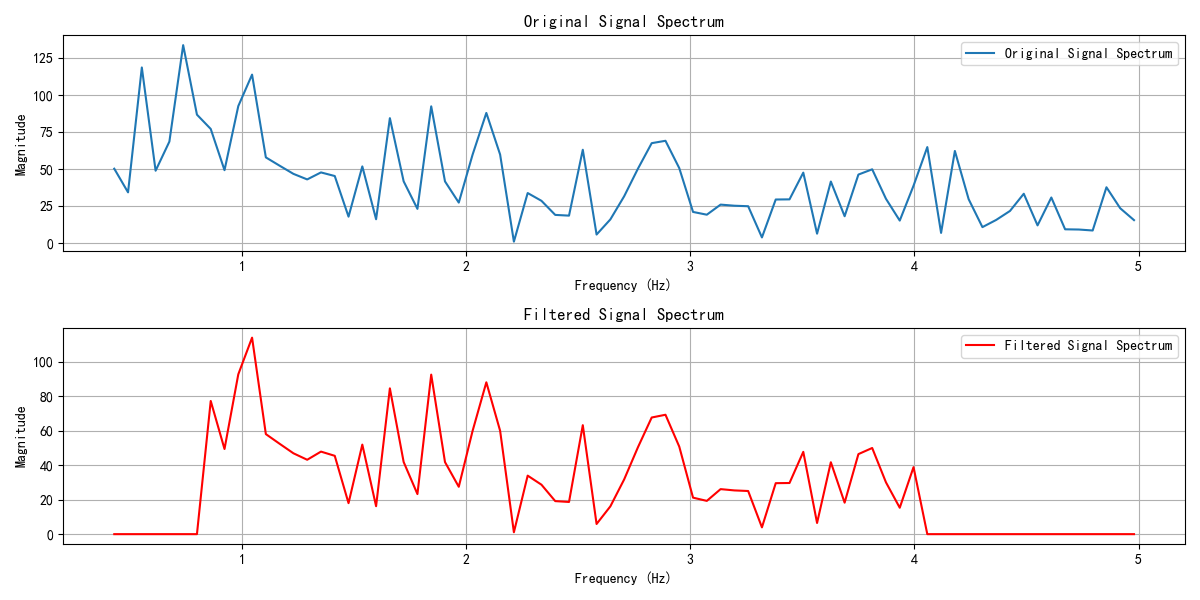 Original Signal Spectrum
Original Signal Spectrum
Magnitude
125
100
75
50
25
0
1
2
3
4
5
Frequency (Hz)
Filtered Signal Spectrum
Filtered Signal Spectrum
Magnitude
100
80
60
40
20
0
1
2
3
4
5
Frequency (Hz)